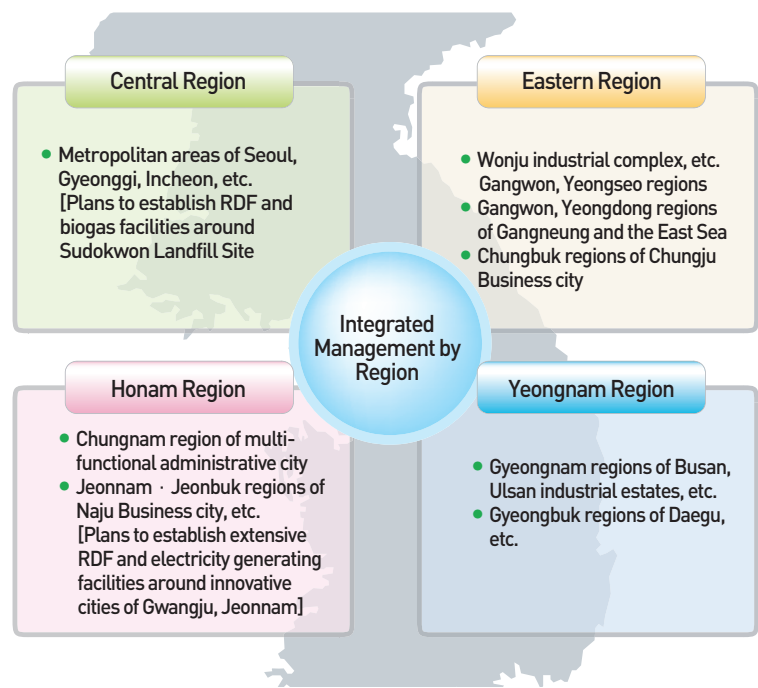 Central Region
• Metropolitan areas of Seoul,
Gyeonggi, Incheon, etc.
[Plans to establish RDF and
biogas facilities around
Sudokwon Landfill Site
Eastern Region
• Wonju industrial complex, etc.
Gangwon, Yeongseo regions
• Gangwon, Yeongdong regions
of Gangneung and the East Sea
• Chungbuk regions of Chungju
Business city
Integrated
Management by
Region
Honam Region
• Chungnam region of multi-
functional administrative city
• Jeonnam · Jeonbuk regions of
Naju Business city, etc.
[Plans to establish extensive
RDF and electricity generating
facilities around innovative
cities of Gwangju, Jeonnam]
Yeongnam Region
• Gyeongnam regions of Busan,
Ulsan industrial estates, etc.
• Gyeongbuk regions of Daegu,
etc.